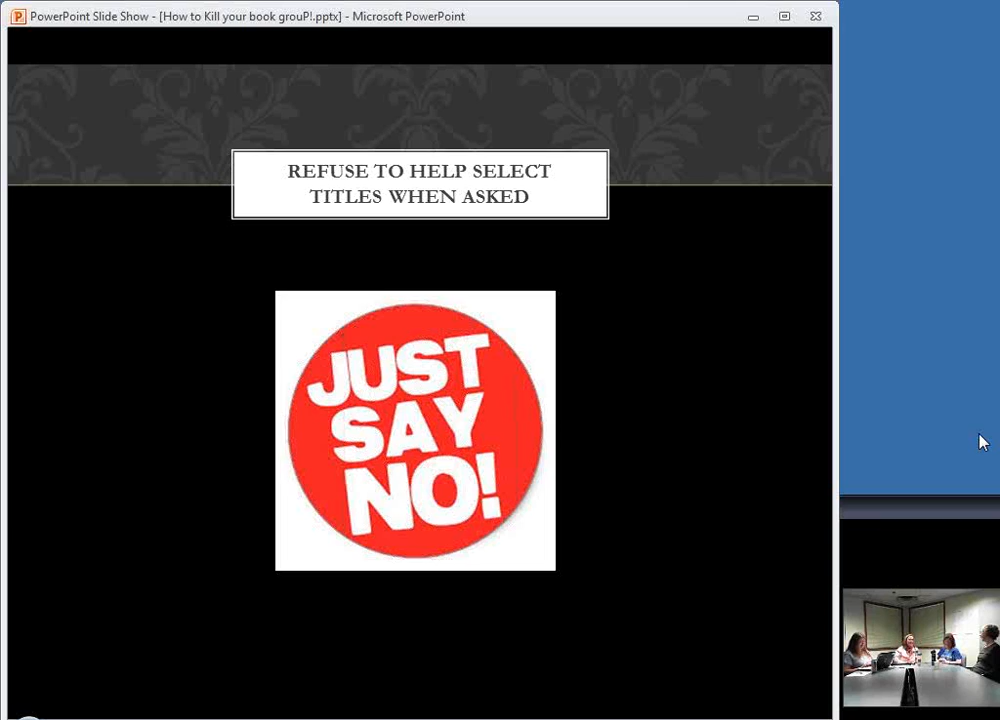 PowerPoint Slide Show - [How to Kill your book grouP!.pptx] - Microsoft PowerPoint
REFUSE TO HELP SELECT
TITLES WHEN ASKED
JUST
SAY
NO!